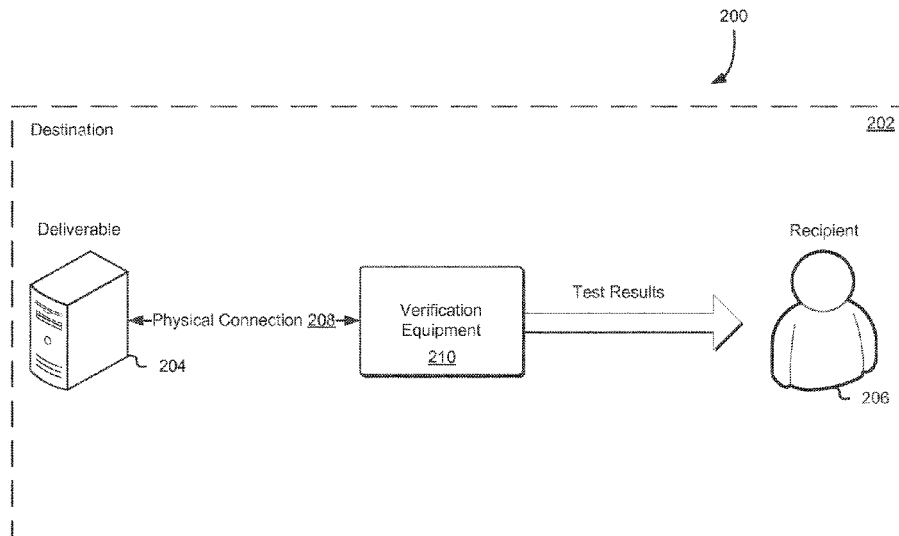 200
Destination
202
Deliverable
Recipient
Test Results
Physical Connection 208
Verification
Equipment
210
204
206